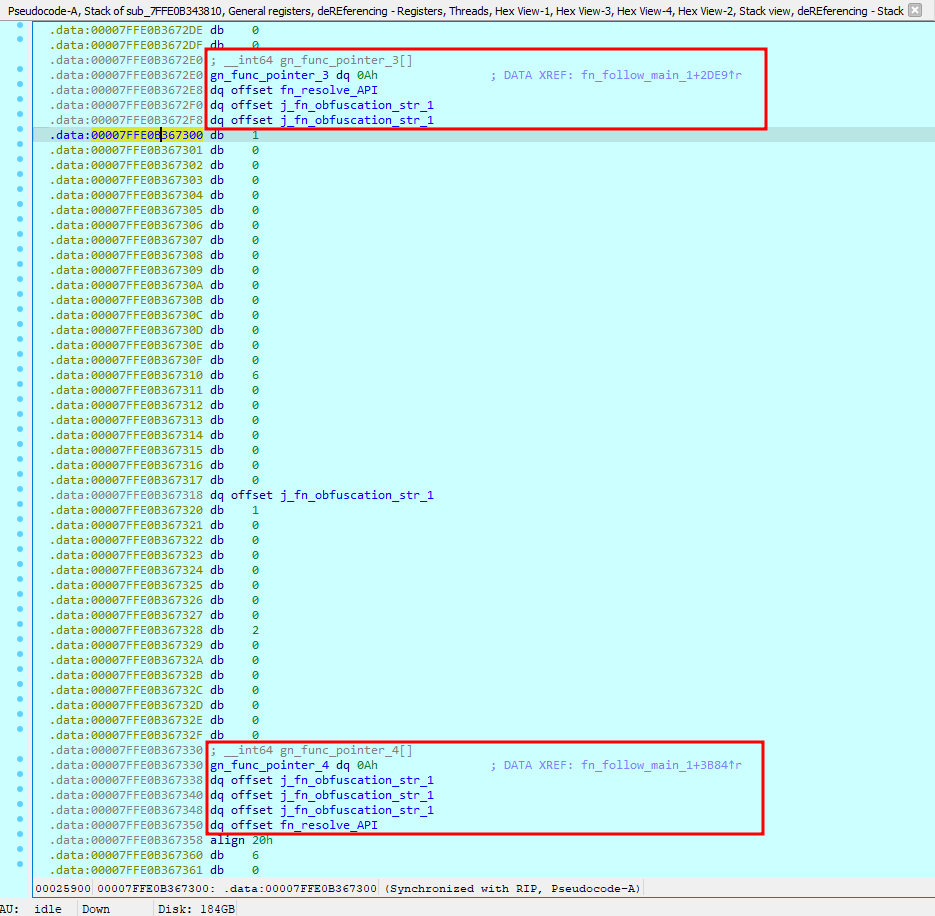 Pseudocode-A, Stack of sub_7FFE0B343810, General registers, deREferencing - Registers, Threads, Hex View-1, Hex View-3, Hex View-4, Hex View-2, Stack view, deREferencing - Stack
.data:00007FFE0B3672DE db    0
.data:00007FFE0B3672DF db    0
.data:00007FFE0B3672E0 ; __int64 gn_func_pointer_3[]
.data:00007FFE0B3672E0 gn_func_pointer_3 dq 0Ah                ; DATA XREF: fn_follow_main_1+2DE9↑r
.data:00007FFE0B3672E8 dq offset fn_resolve_API
.data:00007FFE0B3672F0 dq offset j_fn_obfuscation_str_1
.data:00007FFE0B3672F8 dq offset j_fn_obfuscation_str_1
.data:00007FFE0B367300 db    1
.data:00007FFE0B367301 db    0
.data:00007FFE0B367302 db    0
.data:00007FFE0B367303 db    0
.data:00007FFE0B367304 db    0
.data:00007FFE0B367305 db    0
.data:00007FFE0B367306 db    0
.data:00007FFE0B367307 db    0
.data:00007FFE0B367308 db    0
.data:00007FFE0B367309 db    0
.data:00007FFE0B36730A db    0
.data:00007FFE0B36730B db    0
.data:00007FFE0B36730C db    0
.data:00007FFE0B36730D db    0
.data:00007FFE0B36730E db    0
.data:00007FFE0B36730F db    0
.data:00007FFE0B367310 db    6
.data:00007FFE0B367311 db    0
.data:00007FFE0B367312 db    0
.data:00007FFE0B367313 db    0
.data:00007FFE0B367314 db    0
.data:00007FFE0B367315 db    0
.data:00007FFE0B367316 db    0
.data:00007FFE0B367317 db    0
.data:00007FFE0B367318 dq offset j_fn_obfuscation_str_1
.data:00007FFE0B367320 db    1
.data:00007FFE0B367321 db    0
.data:00007FFE0B367322 db    0
.data:00007FFE0B367323 db    0
.data:00007FFE0B367324 db    0
.data:00007FFE0B367325 db    0
.data:00007FFE0B367326 db    0
.data:00007FFE0B367327 db    0
.data:00007FFE0B367328 db    2
.data:00007FFE0B367329 db    0
.data:00007FFE0B36732A db    0
.data:00007FFE0B36732B db    0
.data:00007FFE0B36732C db    0
.data:00007FFE0B36732D db    0
.data:00007FFE0B36732E db    0
.data:00007FFE0B36732F db    0
.data:00007FFE0B367330 ; __int64 gn_func_pointer_4[]
.data:00007FFE0B367330 gn_func_pointer_4 dq 0Ah                ; DATA XREF: fn_follow_main_1+3B84↑r
.data:00007FFE0B367338 dq offset j_fn_obfuscation_str_1
.data:00007FFE0B367340 dq offset j_fn_obfuscation_str_1
.data:00007FFE0B367348 dq offset j_fn_obfuscation_str_1
.data:00007FFE0B367350 dq offset fn_resolve_API
.data:00007FFE0B367358 align 20h
.data:00007FFE0B367360 db    6
.data:00007FFE0B367361 db    0
00025900 00007FFE0B367300: .data:00007FFE0B367300 (Synchronized with RIP, Pseudocode-A)
AU: idle Down Disk: 184GB